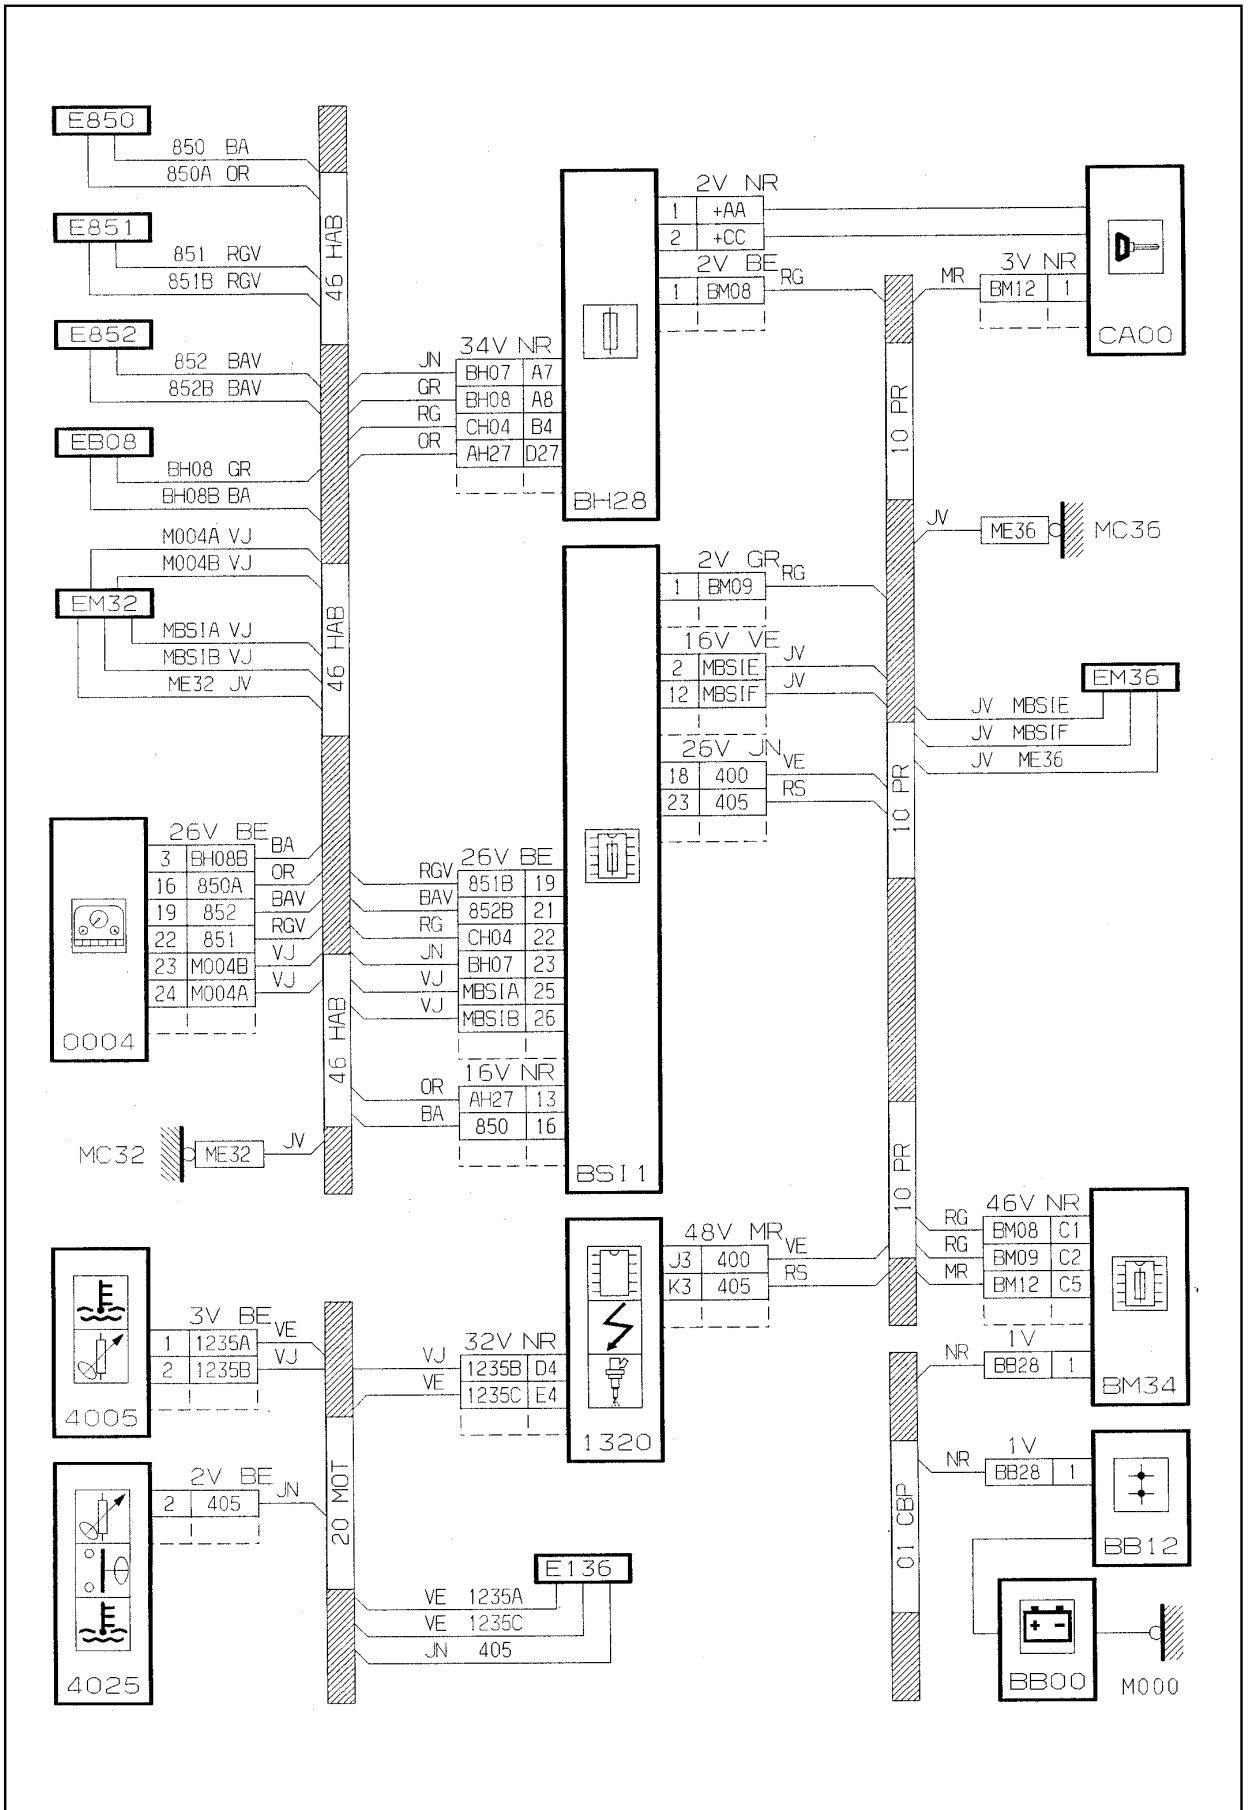 E850
850 BA
850A OR
E851
851 RGV
851B RGV
E852
852 BAV
852B BAV
EB08
BH08 GR
BH08B BA
M004A VJ
M004B VJ
EM32
MBSIA VJ
MBSIB VJ
ME32 JV
46 HAB
46 HAB
46 HAB
26V BE
3 BH08B BA
16 850A OR
19 852 BAV
22 851 RGV
23 M004B VJ
24 M004A VJ
0004
MC32 ME32 JV
34V NR
JN BH07 A7
GR BH08 A8
RG CH04 B4
OR AH27 D27
BH28
2V NR
1 +AA
2 +CC
2V BE
1 BM08 RG
MR
3V NR
BM12 1
CA00
10 PR
10 PR
10 PR
JV ME36 MC36
2V GR
1 BM09 RG
16V VE
2 MBSIE JV
12 MBSIF JV
26V JN
18 400 VE
23 405 RS
EM36
JV MBSIE
JV MBSIF
JV ME36
26V BE
RGV 851B 19
BAV 852B 21
RG CH04 22
JN BH07 23
VJ MBSIA 25
VJ MBSIB 26
16V NR
OR AH27 13
BA 850 16
BSI1
48V MR
J3 400 VE
K3 405 RS
46V NR
RG BM08 C1
RG BM09 C2
MR BM12 C5
1V
NR BB28 1
BM34
3V BE
1 1235A VE
2 1235B VJ
4005
32V NR
VJ 1235B D4
VE 1235C E4
1320
2V BE
2 405 JN
4025
20 MOT
E136
VE 1235A
VE 1235C
JN 405
01 CBP
1V
NR BB28 1
BB12
+ -
BB00
M000